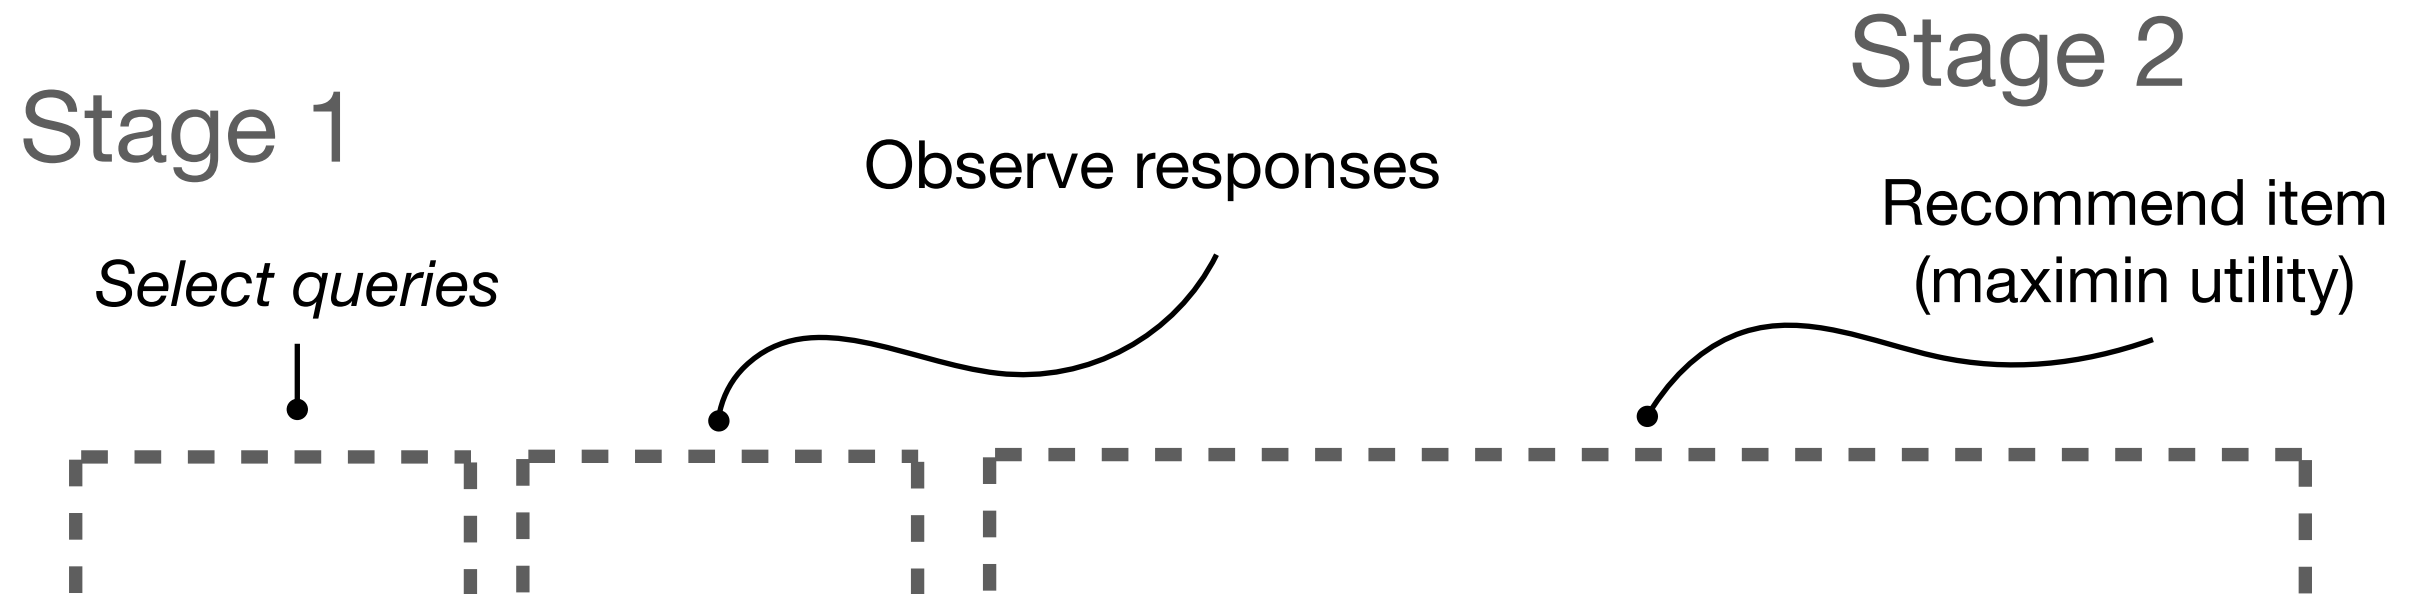 Stage 1
Select queries
Observe responses
Stage 2
Recommend item
(maximin utility)